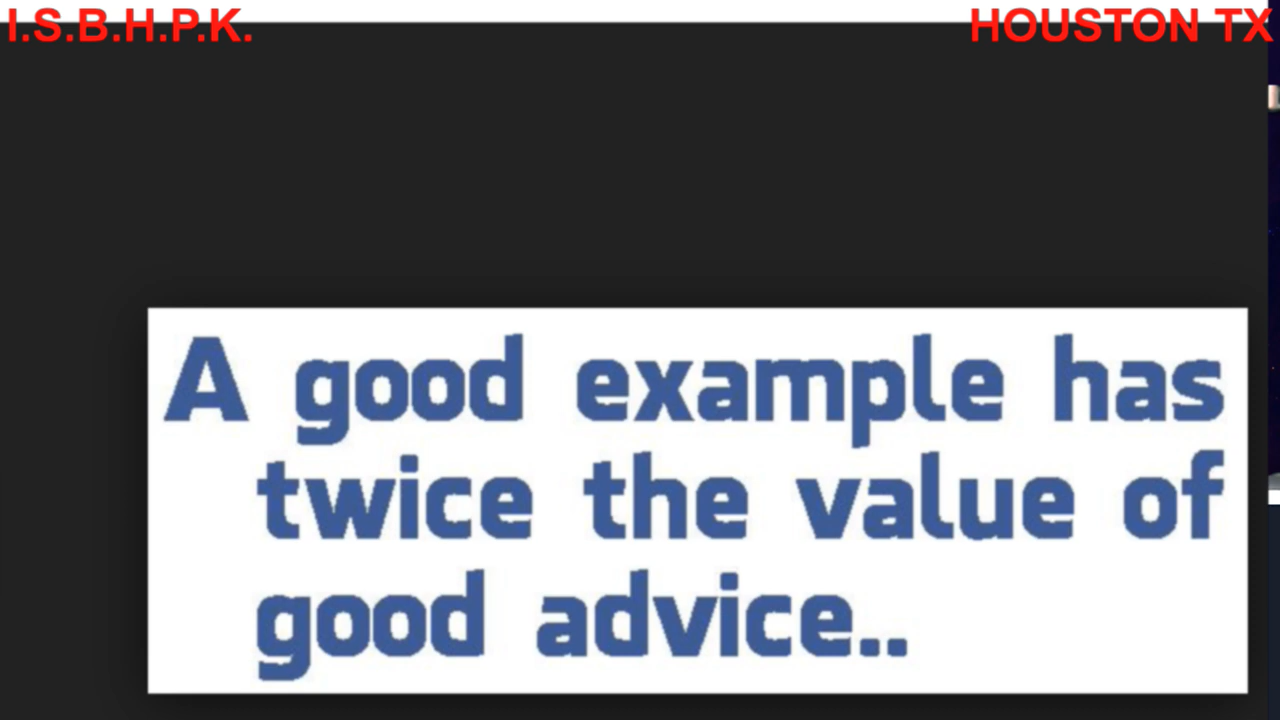 I.S.B.H.P.K.
HOUSTON TX
A good example has
twice the value of
good advice..